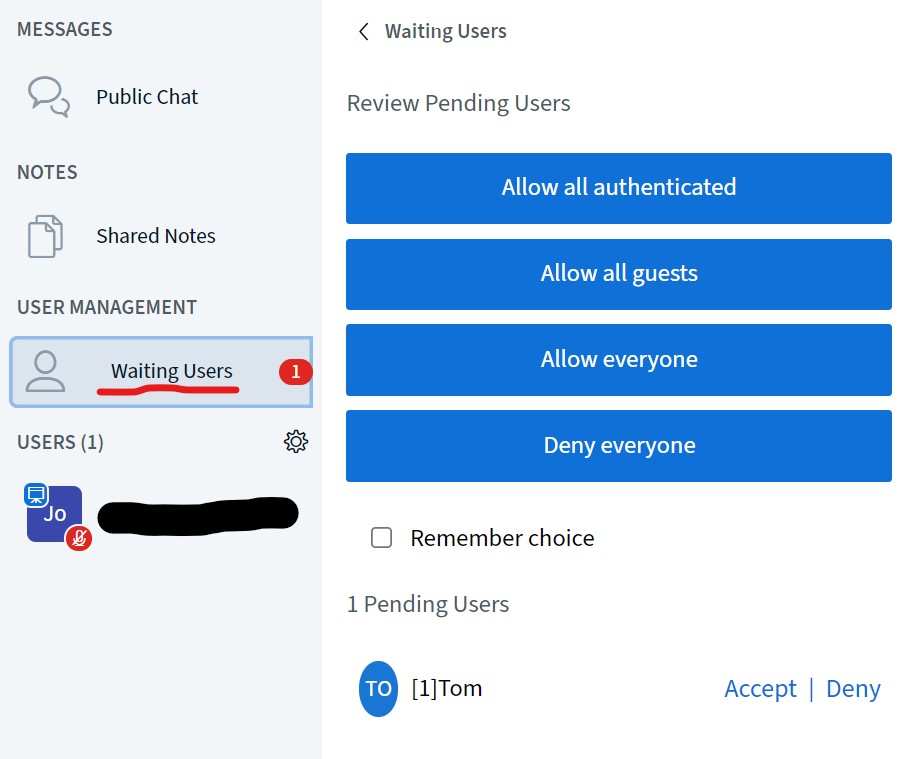 MESSAGES
Public Chat
NOTES
Shared Notes
USER MANAGEMENT
Waiting Users
1
USERS (1)
Jo
Waiting Users
Review Pending Users
Allow all authenticated
Allow all guests
Allow everyone
Deny everyone
Remember choice
1 Pending Users
TO [1]Tom Accept | Deny